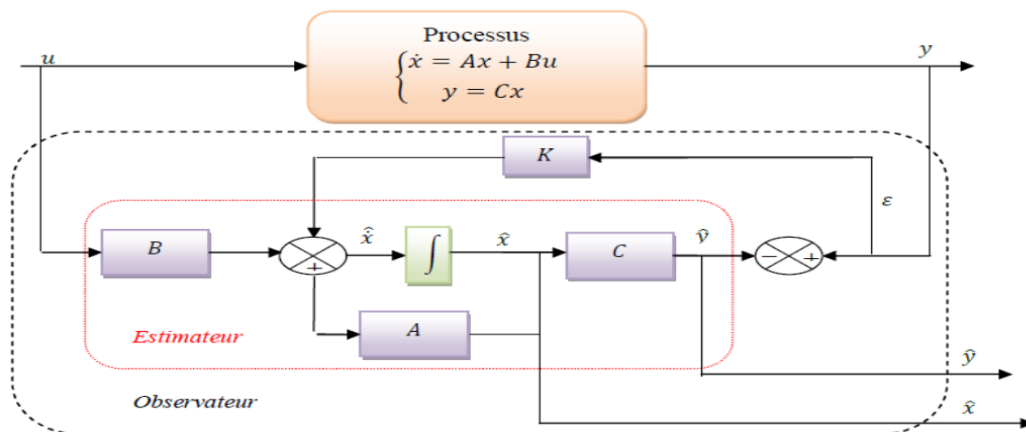 Processus
u
ẋ = Ax + Bu
y
y = Cx
K
ε
B
+
x̂̇
∫
x̂
C
v̂
−
+
A
Estimateur
ŷ
Observateur
x̂